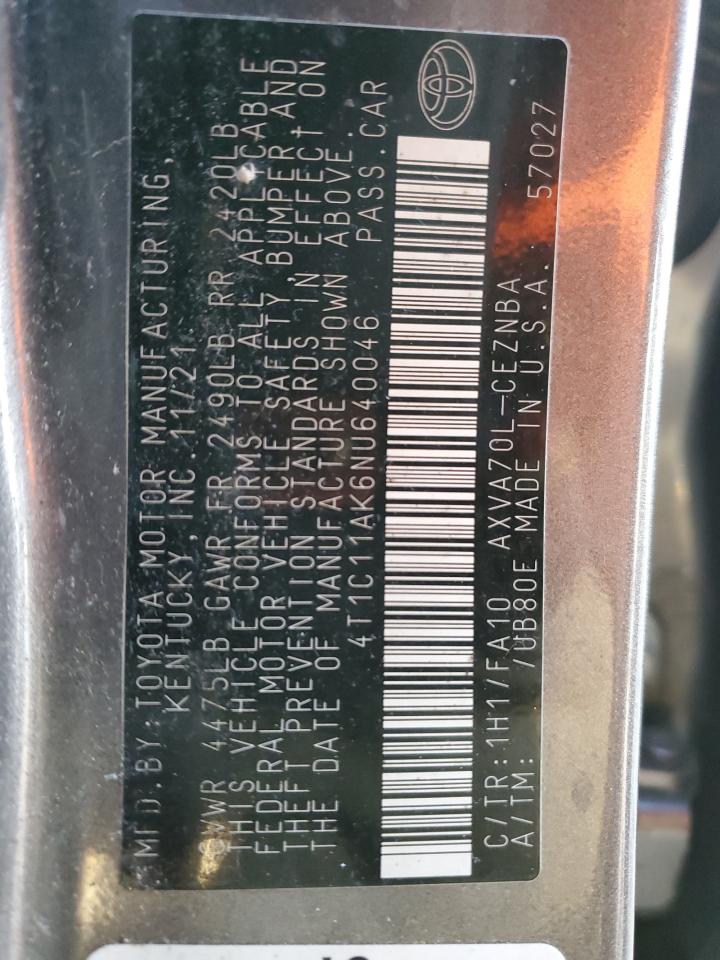 MFD.BY:TOYOTA MOTOR MANUFACTURING,
KENTUCKY,INC.11/21
GVWR 4475LB GAWR FR 2490LB RR 2420LB
THIS VEHICLE CONFORMS TO ALL APPLICABLE
FEDERAL MOTOR VEHICLE SAFETY, BUMPER AND
THEFT PREVENTION STANDARDS IN EFFECT ON
THE DATE OF MANUFACTURE SHOWN ABOVE.
4T1C11AK6NU640046 PASS.CAR
C/TR:1H1/FA10 AXVA70L-CEZNBA
A/TM: /UB80E MADE IN U.S.A. 57027